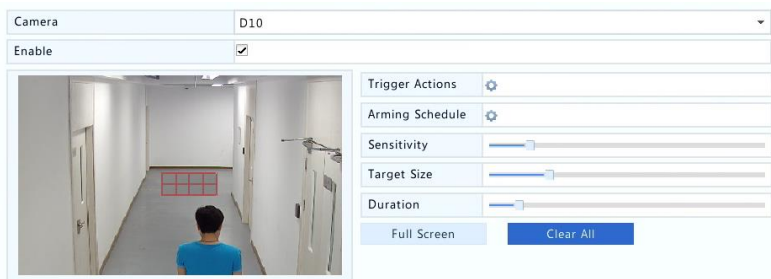 Camera D10
Enable
Trigger Actions
Arming Schedule
Sensitivity
Target Size
Duration
Full Screen Clear All